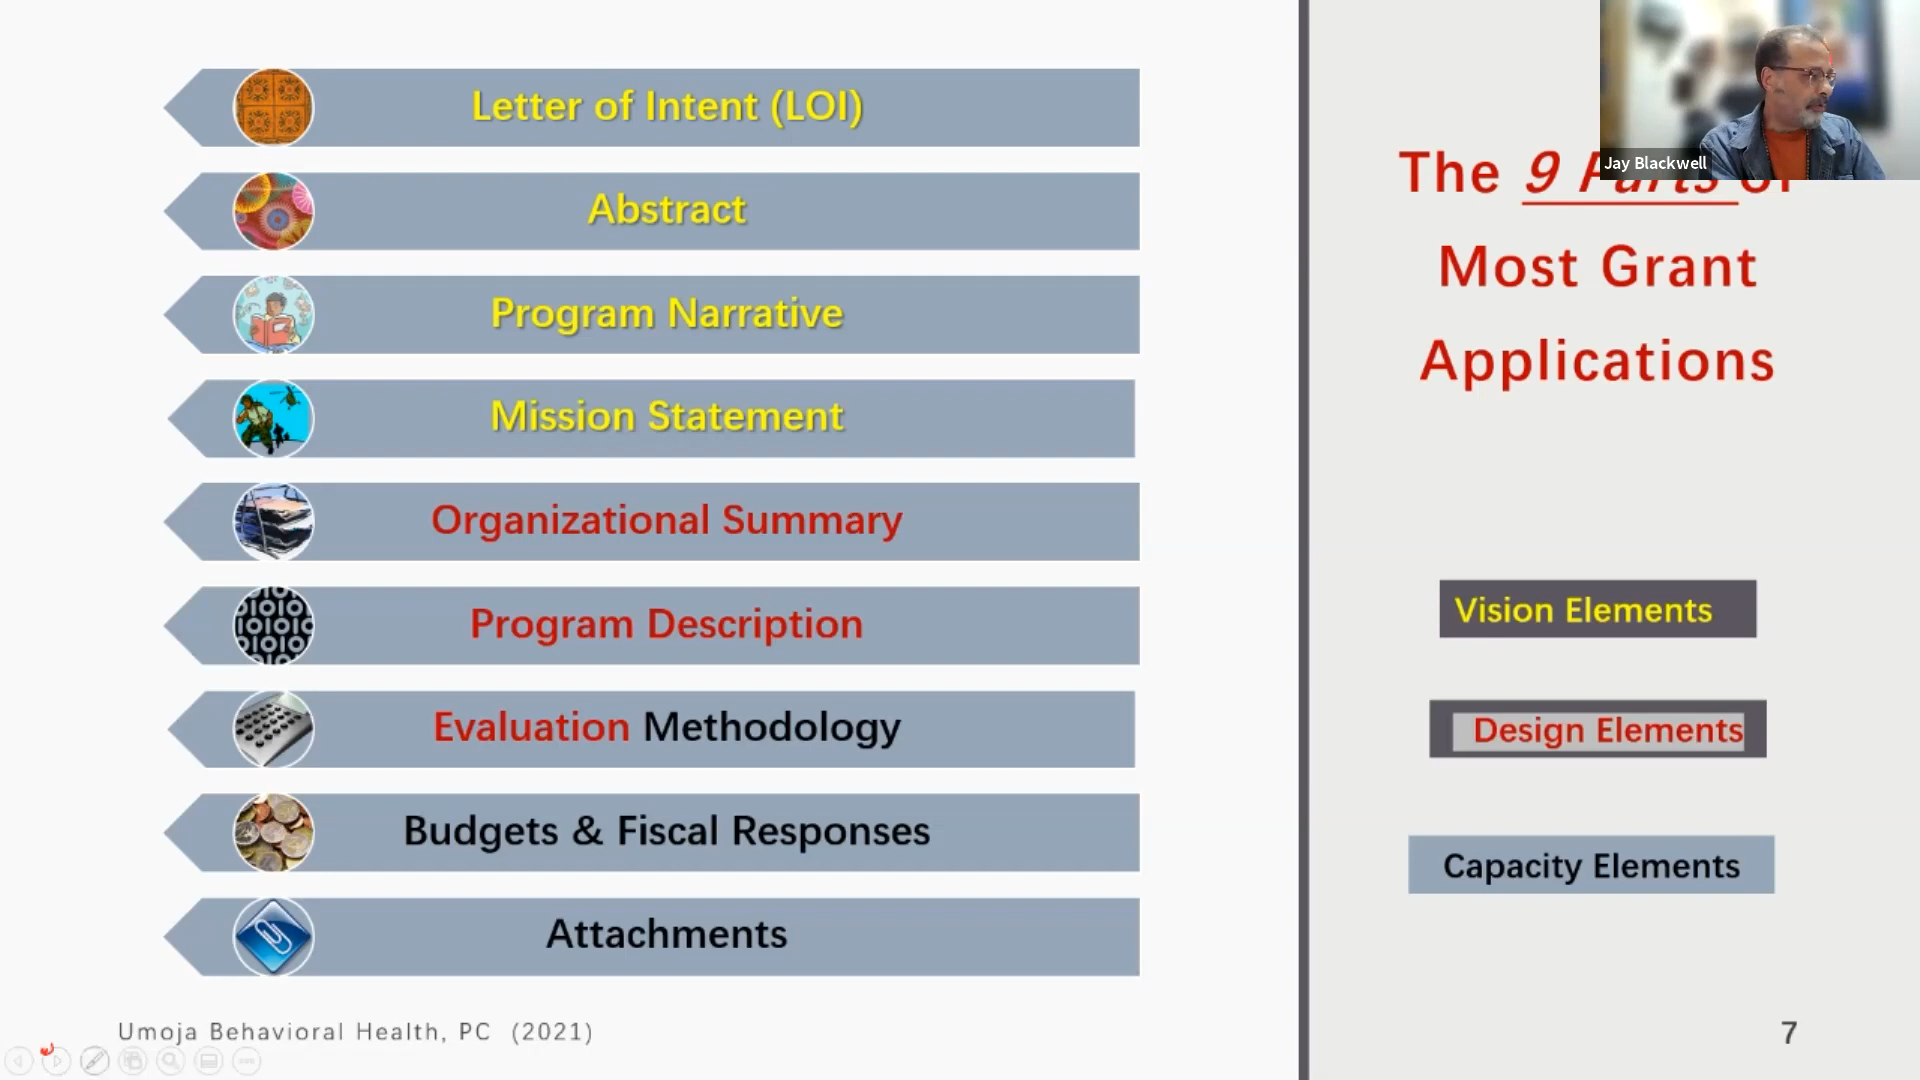 Letter of Intent (LOI)
Abstract
Program Narrative
Mission Statement
Organizational Summary
Program Description
Evaluation Methodology
Budgets & Fiscal Responses
Attachments
Umoja Behavioral Health, PC (2021)
Jay Blackwell
The 9 Parts of
Most Grant
Applications
Vision Elements
Design Elements
Capacity Elements
7